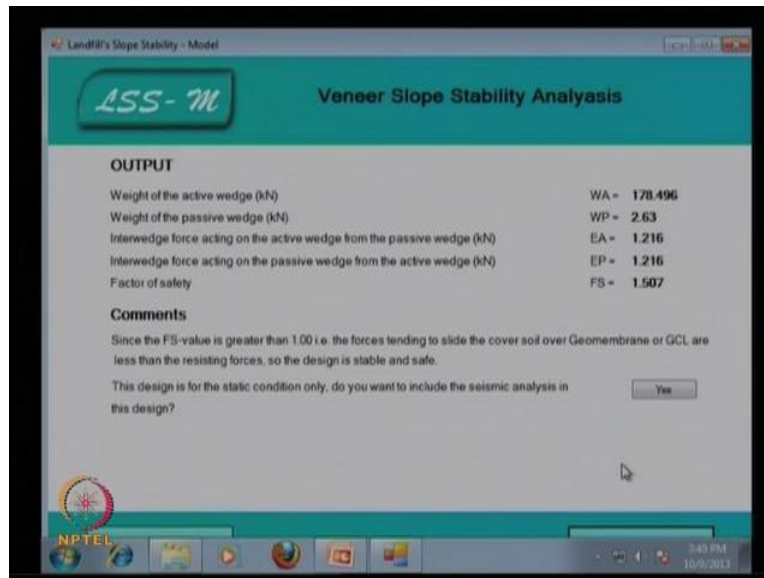 Landfill's Slope Stability - Model
LSS-M
Veneer Slope Stability Analyasis
OUTPUT
Weight of the active wedge (kN) WA = 178.496
Weight of the passive wedge (kN) WP = 2.63
Interwedge force acting on the active wedge from the passive wedge (kN) EA = 1.216
Interwedge force acting on the passive wedge from the active wedge (kN) EP = 1.216
Factor of safety FS = 1.507
Comments
Since the FS-value is greater than 1.00 i.e. the forces tending to slide the cover soil over Geomembrane or GCL are
less than the resisting forces, so the design is stable and safe.
This design is for the static condition only, do you want to include the seismic analysis in Yes
this design?
NPTEL
3:40 PM
10/9/2013